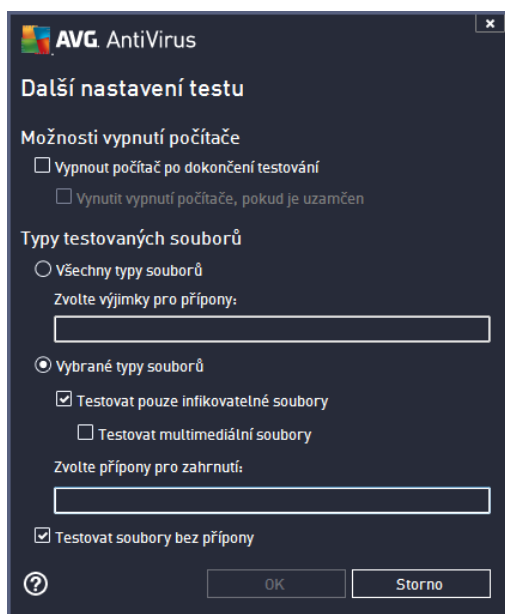 AVG. AntiVirus
Další nastavení testu
Možnosti vypnutí počítače
Vypnout počítač po dokončení testování
Vynutit vypnutí počítače, pokud je uzamčen
Typy testovaných souborů
Všechny typy souborů
Zvolte výjimky pro přípony:
Vybrané typy souborů
Testovat pouze infikovatelné soubory
Testovat multimediální soubory
Zvolte přípony pro zahrnutí:
Testovat soubory bez přípony
OK
Storno